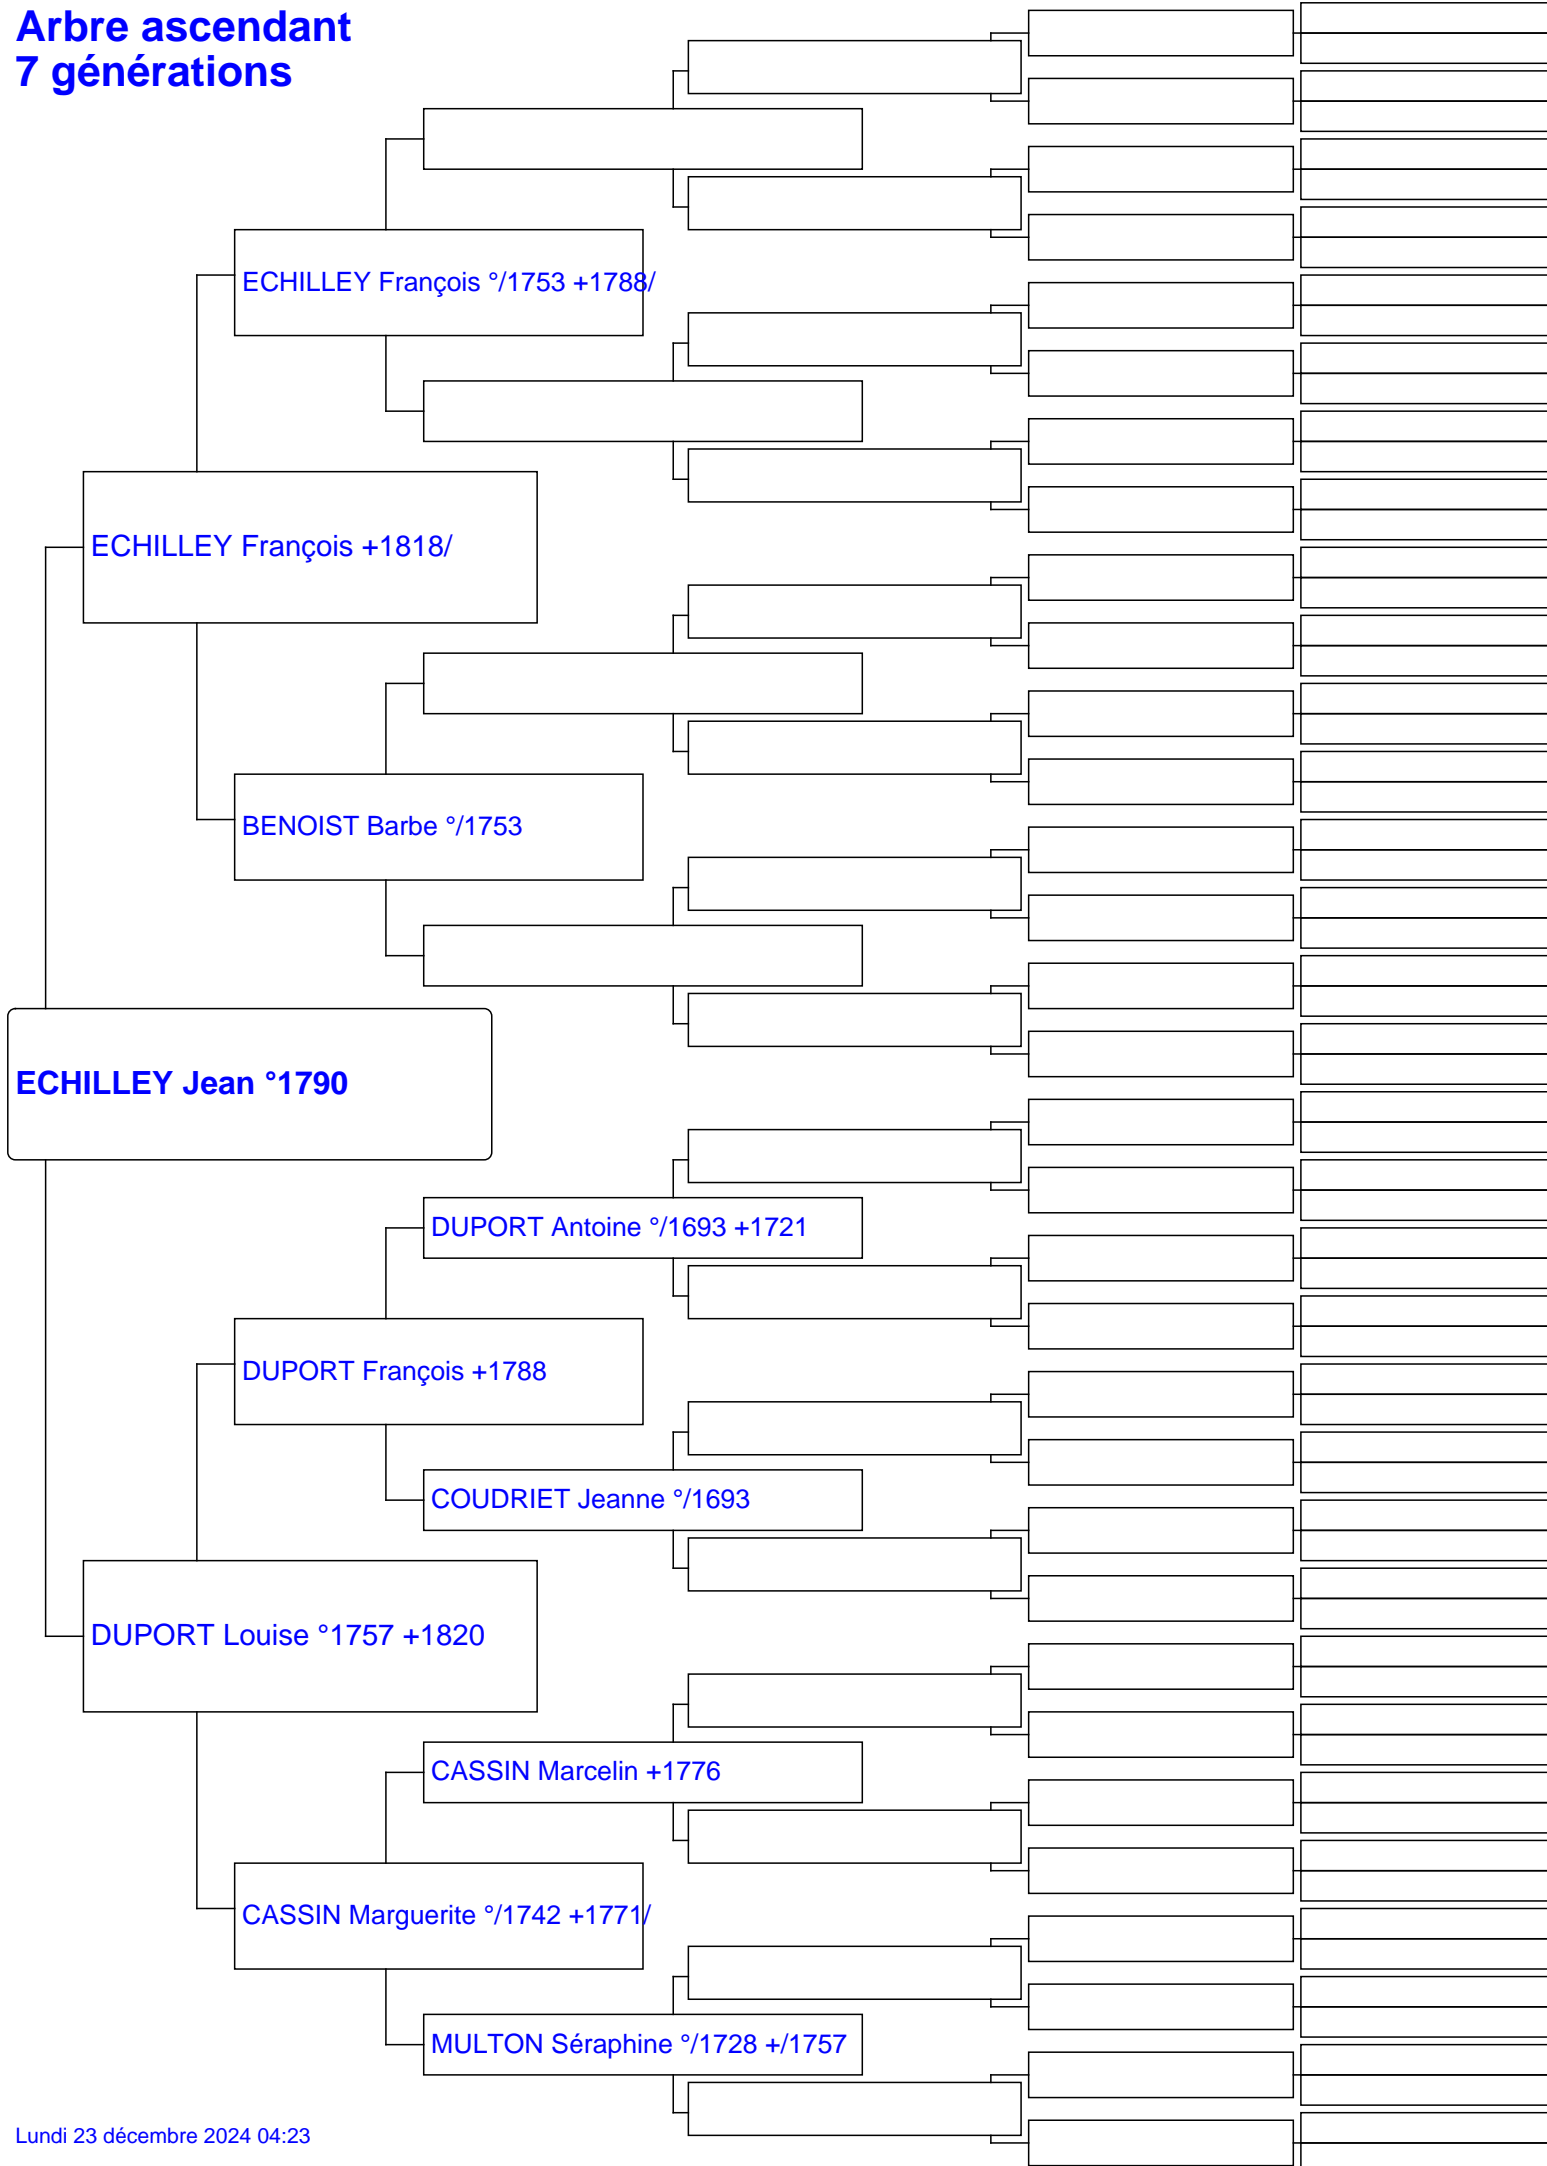 Arbre ascendant
7 générations
ECHILLEY François °/1753 +1788/
ECHILLEY François +1818/
BENOIST Barbe °/1753
ECHILLEY Jean °1790
DUPORT Antoine °/1693 +1721
DUPORT François +1788
COUDRIET Jeanne °/1693
DUPORT Louise °1757 +1820
CASSIN Marcelin +1776
CASSIN Marguerite °/1742 +1771/
MULTON Séraphine °/1728 +/1757
Lundi 23 décembre 2024 04:23